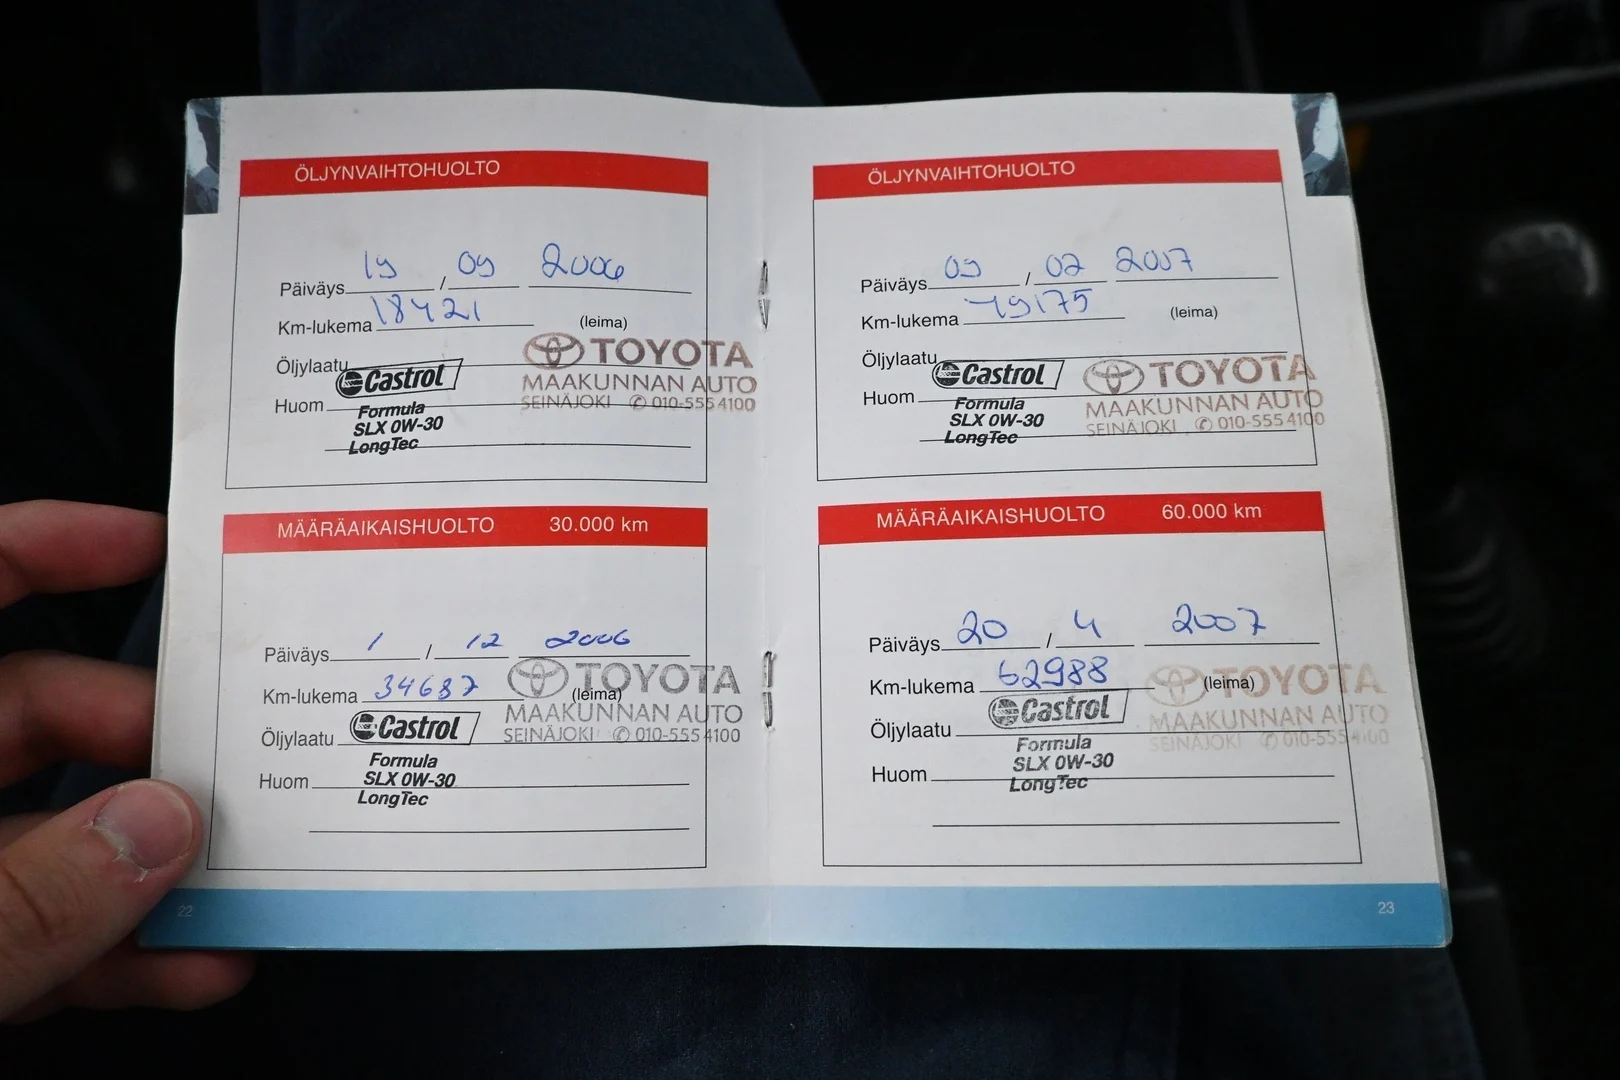 ÖLJYNVAIHTOHUOLTO
Päiväys 19 / 09 2006
Km-lukema 18421 (leima)
Öljylaatu Castrol
TOYOTA
MAAKUNNAN AUTO
SEINÄJOKI ✆ 010-555 4100
Huom Formula
SLX 0W-30
LongTec
MÄÄRÄAIKAISHUOLTO 30.000 km
Päiväys 1 / 12 2006
Km-lukema 34687 (leima)
TOYOTA
MAAKUNNAN AUTO
SEINÄJOKI ✆ 010-555 4100
Öljylaatu Castrol
Huom Formula
SLX 0W-30
LongTec
22
ÖLJYNVAIHTOHUOLTO
Päiväys 09 / 02 2007
Km-lukema 49175 (leima)
Öljylaatu Castrol
TOYOTA
MAAKUNNAN AUTO
SEINÄJOKI ✆ 010-555 4100
Huom Formula
SLX 0W-30
LongTec
MÄÄRÄAIKAISHUOLTO 60.000 km
Päiväys 20 / 4 2007
Km-lukema 62988 (leima)
TOYOTA
MAAKUNNAN AUTO
SEINÄJOKI ✆ 010-555 4100
Öljylaatu Castrol
Huom Formula
SLX 0W-30
LongTec
23